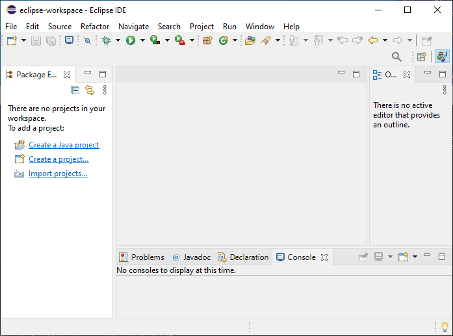 eclipse-workspace - Eclipse IDE
File Edit Source Refactor Navigate Search Project Run Window Help
Package E...
O...
There are no projects in your
workspace.
To add a project:
Create a Java project
Create a project...
Import projects...
There is no active
editor that provides
an outline.
Problems Javadoc Declaration Console
No consoles to display at this time.